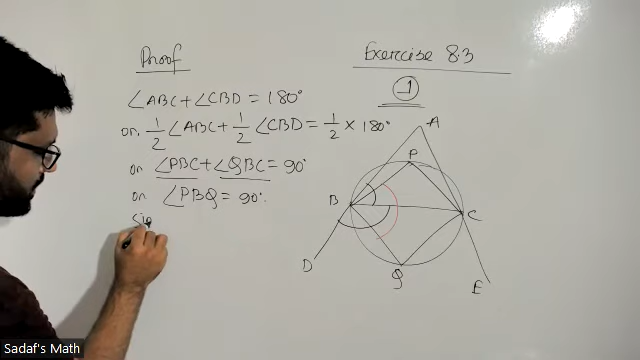 Proof
Exercise 8.3
1
∠ABC + ∠CBD = 180°
or, 1/2 ∠ABC + 1/2 ∠CBD = 1/2 × 180°
or ∠PBC + ∠QBC = 90°
or ∠PBQ = 90°.
Sim
A
P
B
C
D
Q
E
Sadaf's Math